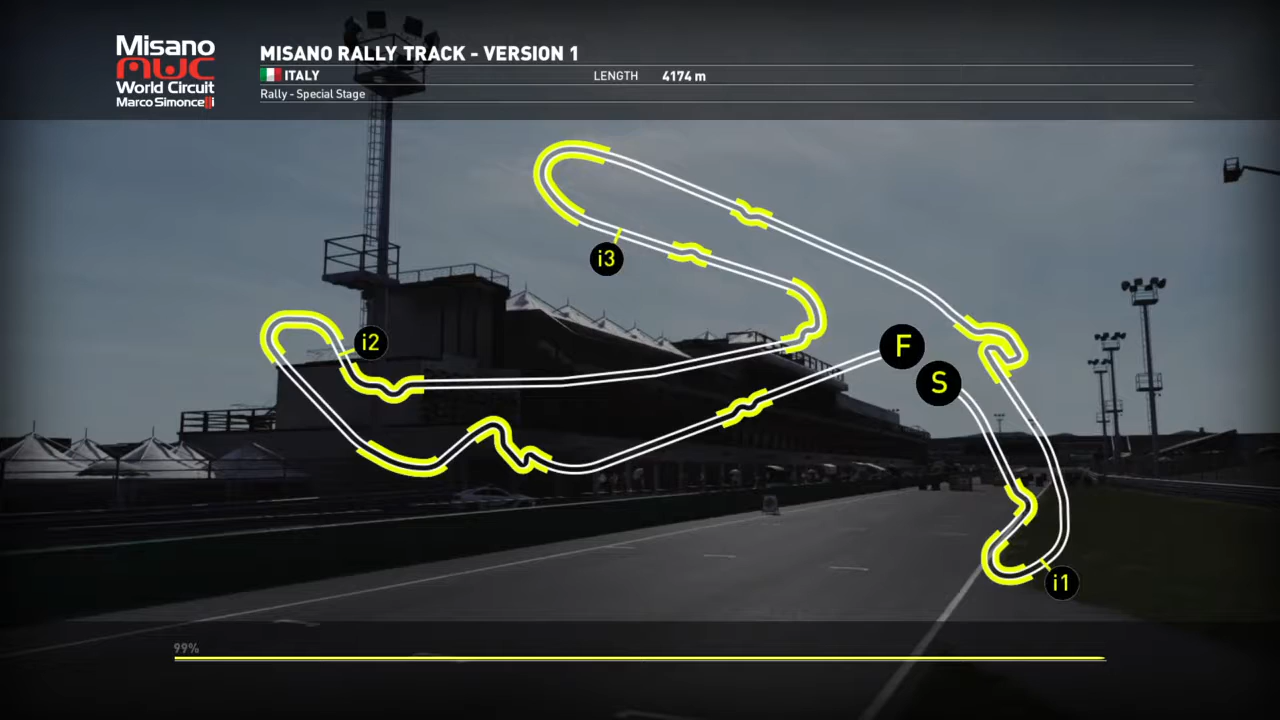 Misano
MWC
World Circuit
Marco Simoncelli
MISANO RALLY TRACK - VERSION 1
ITALY
LENGTH 4174 m
Rally - Special Stage
i3
i2
F
S
i1
99%